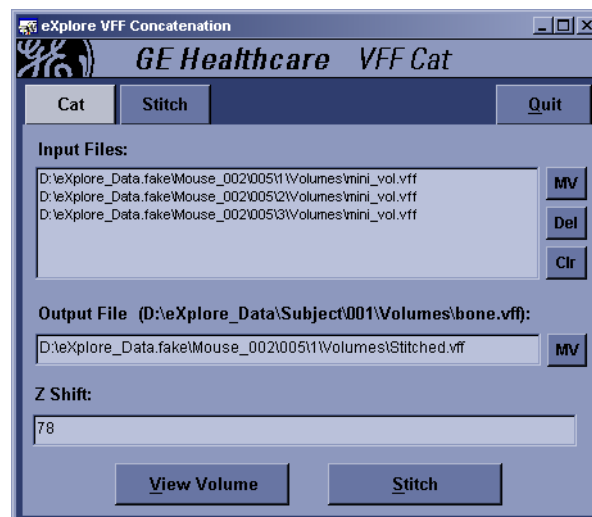 eXplore VFF Concatenation
GE Healthcare VFF Cat
Cat Stitch Quit
Input Files:
D:\eXplore_Data.fake\Mouse_002\005\1\Volumes\mini_vol.vff MV
D:\eXplore_Data.fake\Mouse_002\005\2\Volumes\mini_vol.vff
D:\eXplore_Data.fake\Mouse_002\005\3\Volumes\mini_vol.vff
Del
Clr
Output File (D:\eXplore_Data\Subject\001\Volumes\bone.vff):
D:\eXplore_Data.fake\Mouse_002\005\1\Volumes\Stitched.vff MV
Z Shift:
78
View Volume Stitch